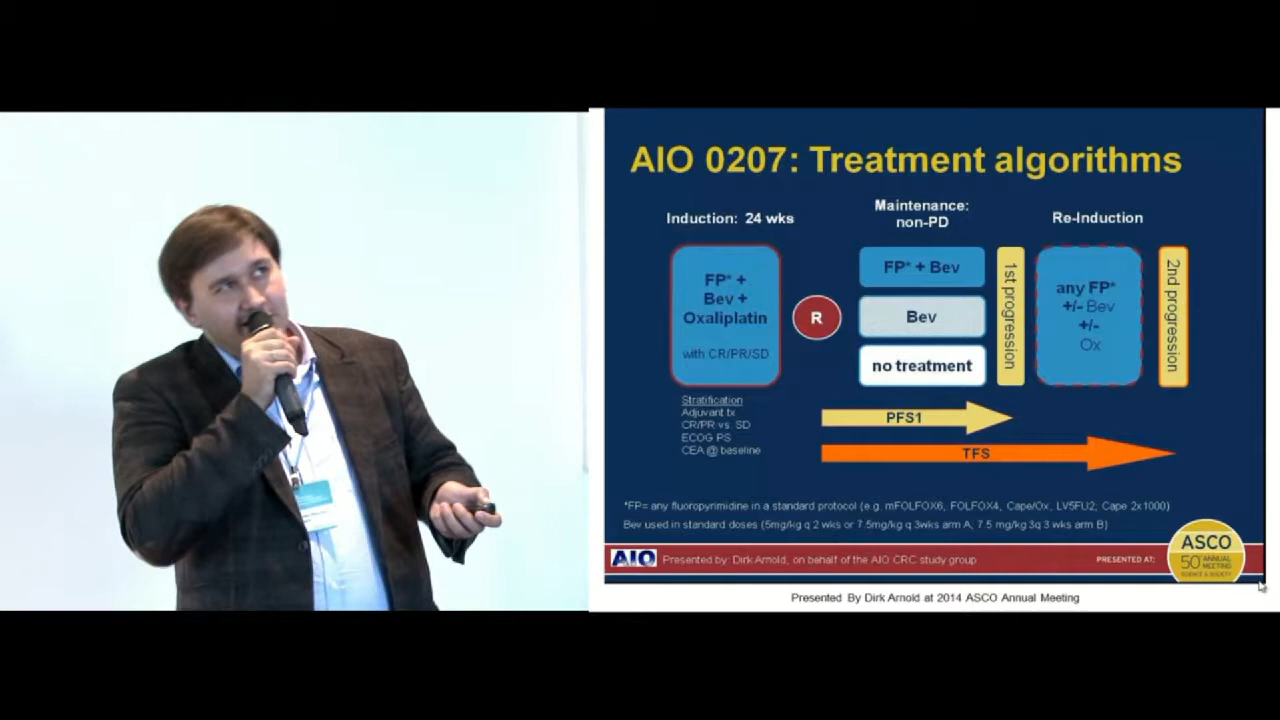 AIO 0207: Treatment algorithms
Induction: 24 wks
Maintenance:
non-PD
Re-Induction
FP* +
Bev +
Oxaliplatin
with CR/PR/SD
R
FP* + Bev
Bev
no treatment
1st progression
any FP*
+/- Bev
+/-
Ox
2nd progression
Stratification
Adjuvant tx
CR/PR vs. SD
ECOG PS
CEA @ baseline
PFS1
TFS
*FP= any fluoropyrimidine in a standard protocol (e.g. mFOLFOX6, FOLFOX4, Cape/Ox, LV5FU2, Cape 2x1000)
Bev used in standard doses (5mg/kg q 2 wks or 7.5mg/kg q 3wks arm A, 7.5 mg/kg 3q 3 wks arm B)
AIO
Presented by: Dirk Arnold, on behalf of the AIO CRC study group
PRESENTED AT:
ASCO
50 ANNUAL
MEETING
SCIENCE & SOCIETY
Presented By Dirk Arnold at 2014 ASCO Annual Meeting